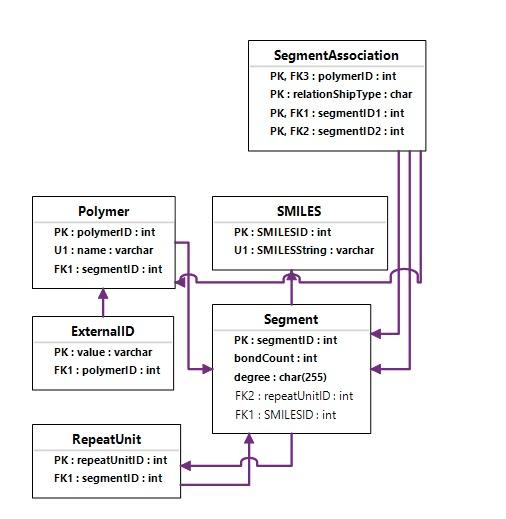 SegmentAssociation
PK, FK3 : polymerID : int
PK : relationShipType : char
PK, FK1 : segmentID1 : int
PK, FK2 : segmentID2 : int
Polymer
PK : polymerID : int
U1 : name : varchar
FK1 : segmentID : int
SMILES
PK : SMILESID : int
U1 : SMILESString : varchar
ExternalID
PK : value : varchar
FK1 : polymerID : int
Segment
PK : segmentID : int
bondCount : int
degree : char(255)
FK2 : repeatUnitID : int
FK1 : SMILESID : int
RepeatUnit
PK : repeatUnitID : int
FK1 : segmentID : int